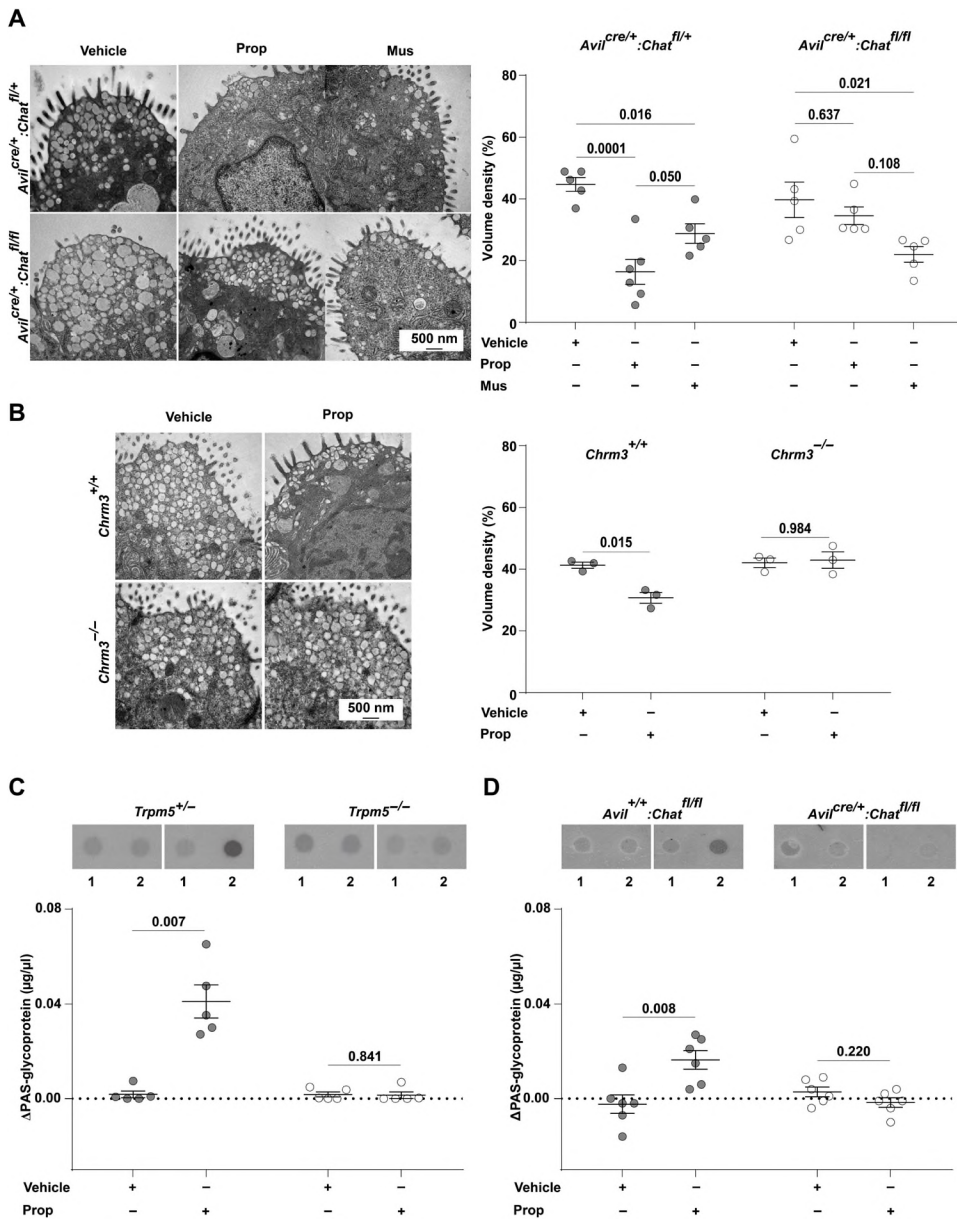 A
Vehicle
Prop
Mus
Avil cre/+ :Chat fl/+
Avil cre/+ :Chat fl/fl
500 nm
Avil cre/+ :Chat fl/+
Avil cre/+ :Chat fl/fl
Volume density (%)
80
60
40
20
0
0.016
0.0001
0.050
0.021
0.637
0.108
Vehicle + – – + – –
Prop – + – – + –
Mus – – + – – +
B
Vehicle
Prop
Chrm3 +/+
Chrm3 –/–
500 nm
Chrm3 +/+
Chrm3 –/–
Volume density (%)
80
60
40
20
0
0.015
0.984
Vehicle + – + –
Prop – + – +
C
Trpm5 +/–
Trpm5 –/–
1 2 1 2 1 2 1 2
ΔPAS-glycoprotein (µg/µl)
0.08
0.04
0.00
0.007
0.841
Vehicle + – + –
Prop – + – +
D
Avil +/+ :Chat fl/fl
Avil cre/+ :Chat fl/fl
1 2 1 2 1 2 1 2
ΔPAS-glycoprotein (µg/µl)
0.08
0.04
0.00
0.008
0.220
Vehicle + – + –
Prop – + – +